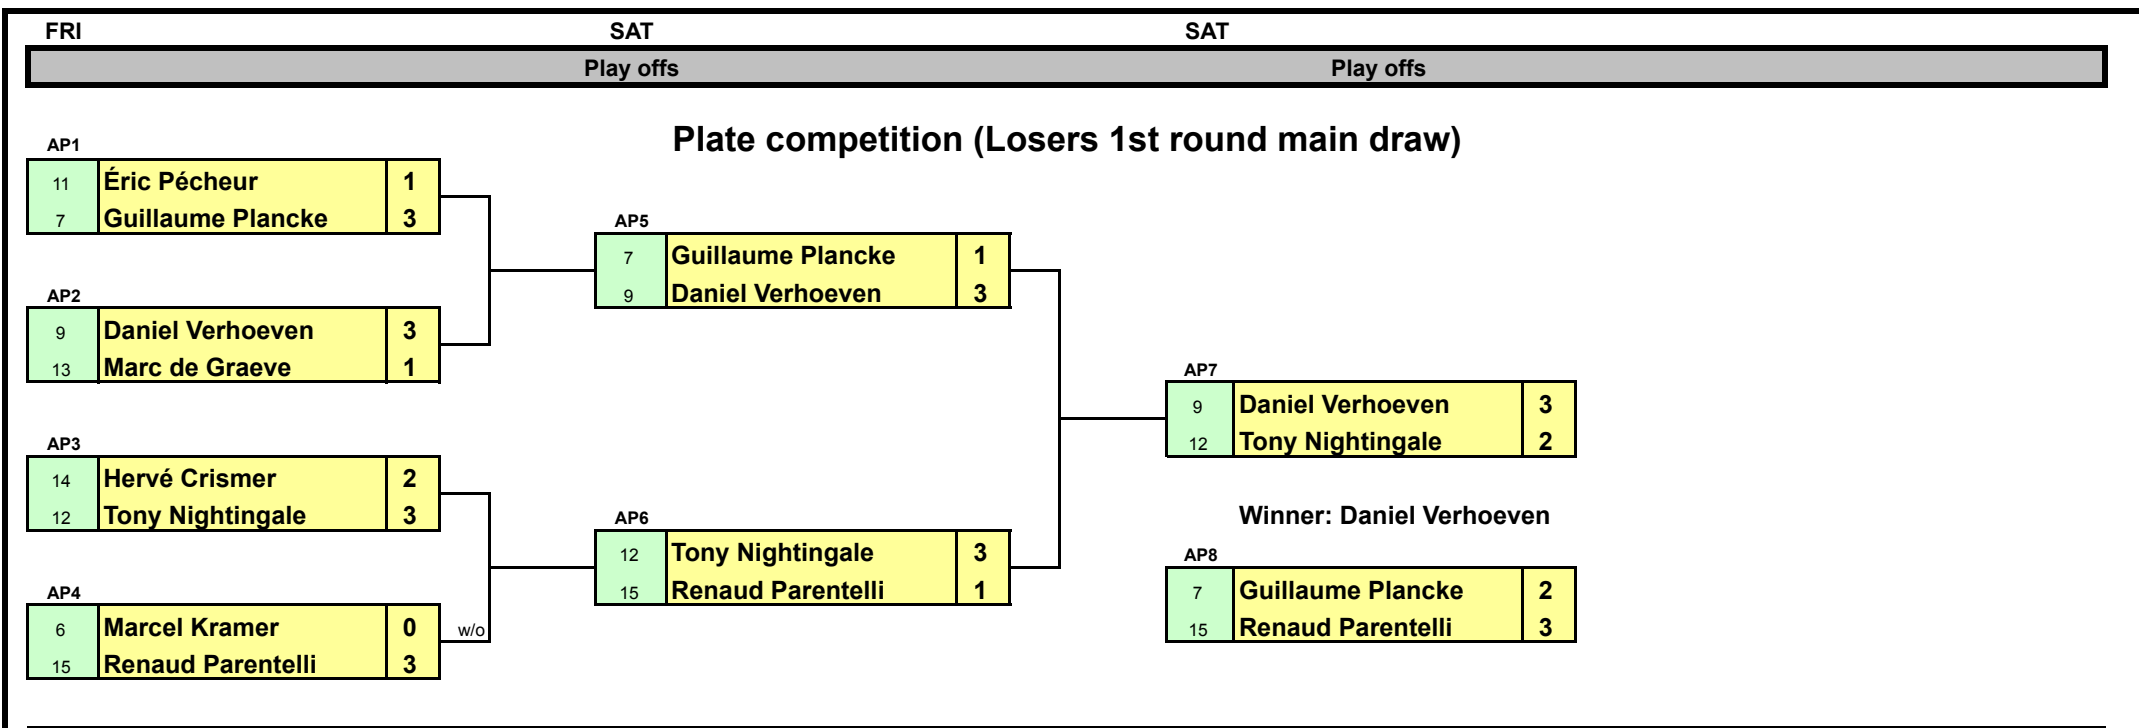 FRI SAT SAT
Play offs Play offs
Plate competition (Losers 1st round main draw)
AP1
11 Éric Pécheur 1
7 Guillaume Plancke 3
AP2
9 Daniel Verhoeven 3
13 Marc de Graeve 1
AP3
14 Hervé Crismer 2
12 Tony Nightingale 3
AP4
6 Marcel Kramer 0 w/o
15 Renaud Parentelli 3
AP5
7 Guillaume Plancke 1
9 Daniel Verhoeven 3
AP6
12 Tony Nightingale 3
15 Renaud Parentelli 1
AP7
9 Daniel Verhoeven 3
12 Tony Nightingale 2
Winner: Daniel Verhoeven
AP8
7 Guillaume Plancke 2
15 Renaud Parentelli 3